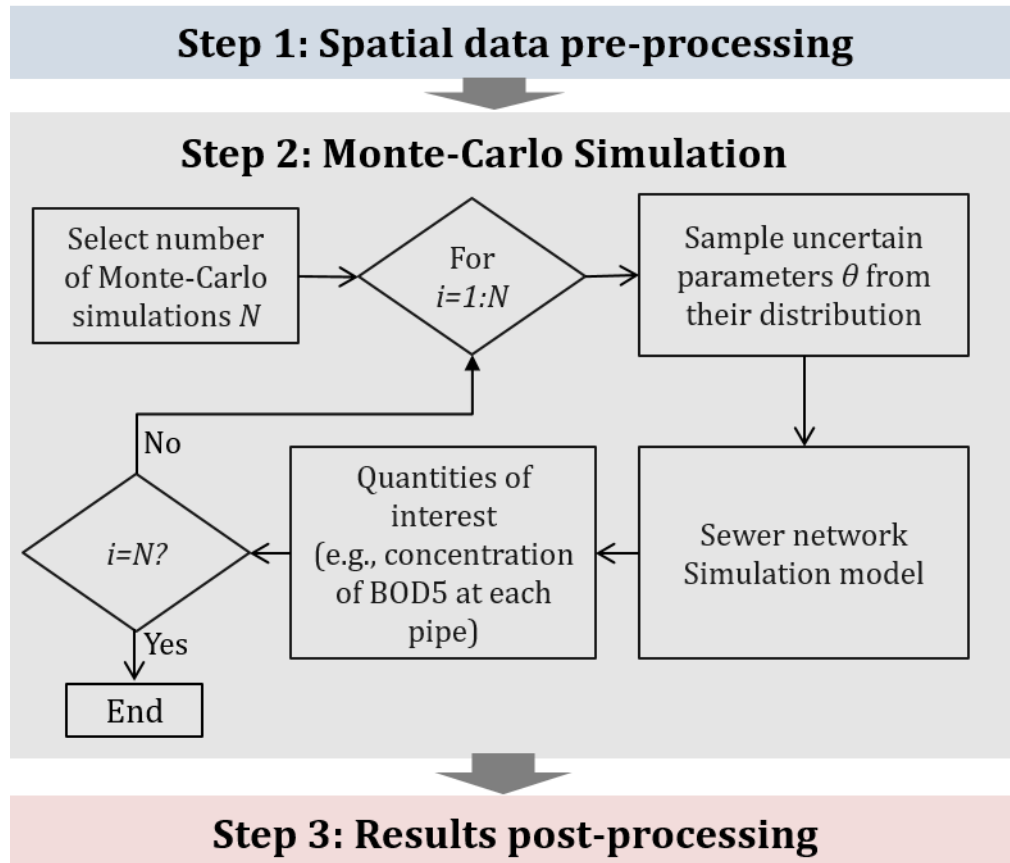 Step 1: Spatial data pre-processing
Step 2: Monte-Carlo Simulation
Select number
of Monte-Carlo
simulations N
For
i=1:N
Sample uncertain
parameters θ from
their distribution
Sewer network
Simulation model
Quantities of
interest
(e.g., concentration
of BOD5 at each
pipe)
i=N?
No
Yes
End
Step 3: Results post-processing